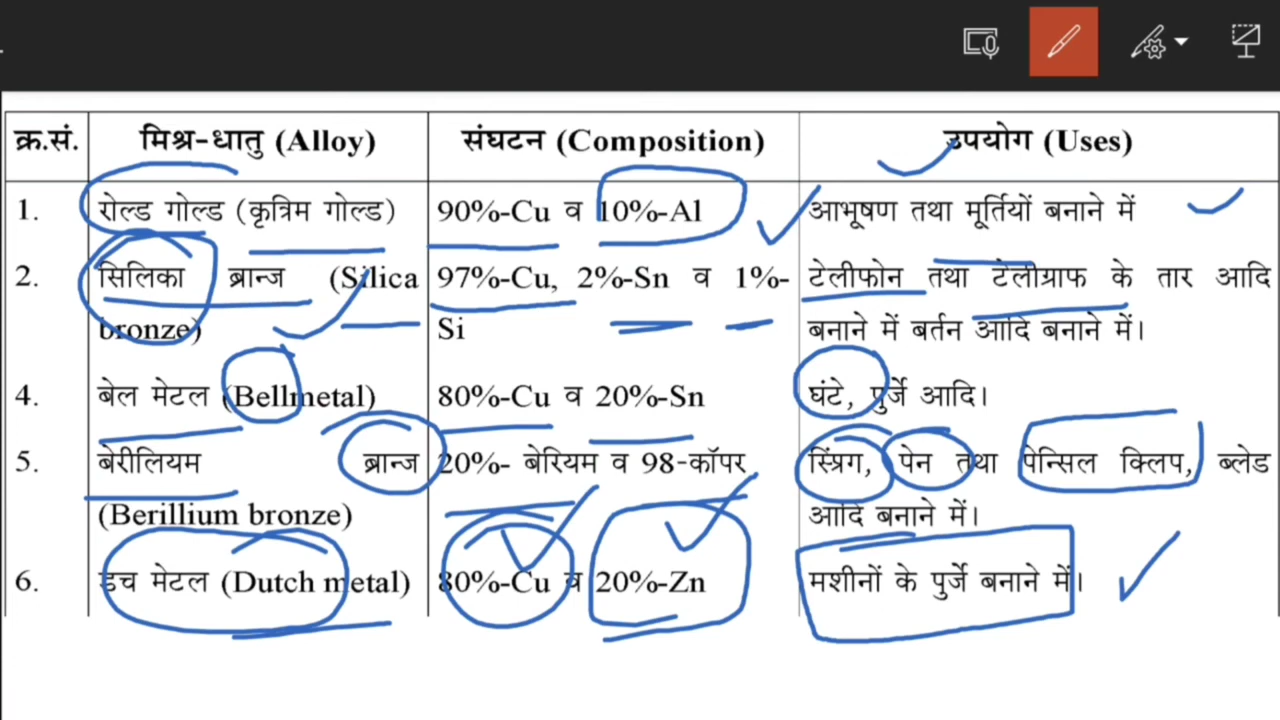 क्र.सं. मिश्र-धातु (Alloy) संघटन (Composition) उपयोग (Uses)
1. रोल्ड गोल्ड (कृत्रिम गोल्ड) 90%-Cu व 10%-Al आभूषण तथा मूर्तियों बनाने में
2. सिलिका ब्रान्ज (Silica 97%-Cu, 2%-Sn व 1%- टेलीफोन तथा टेलीग्राफ के तार आदि
bronze) Si बनाने में बर्तन आदि बनाने में।
4. बेल मेटल (Bellmetal) 80%-Cu व 20%-Sn घंटे, पुर्जे आदि।
5. बेरीलियम ब्रान्ज 20%- बेरियम व 98-कॉपर स्प्रिंग, पेन तथा पेन्सिल क्लिप, ब्लेड
(Berillium bronze) आदि बनाने में।
6. डच मेटल (Dutch metal) 80%-Cu व 20%-Zn मशीनों के पुर्जे बनाने में।